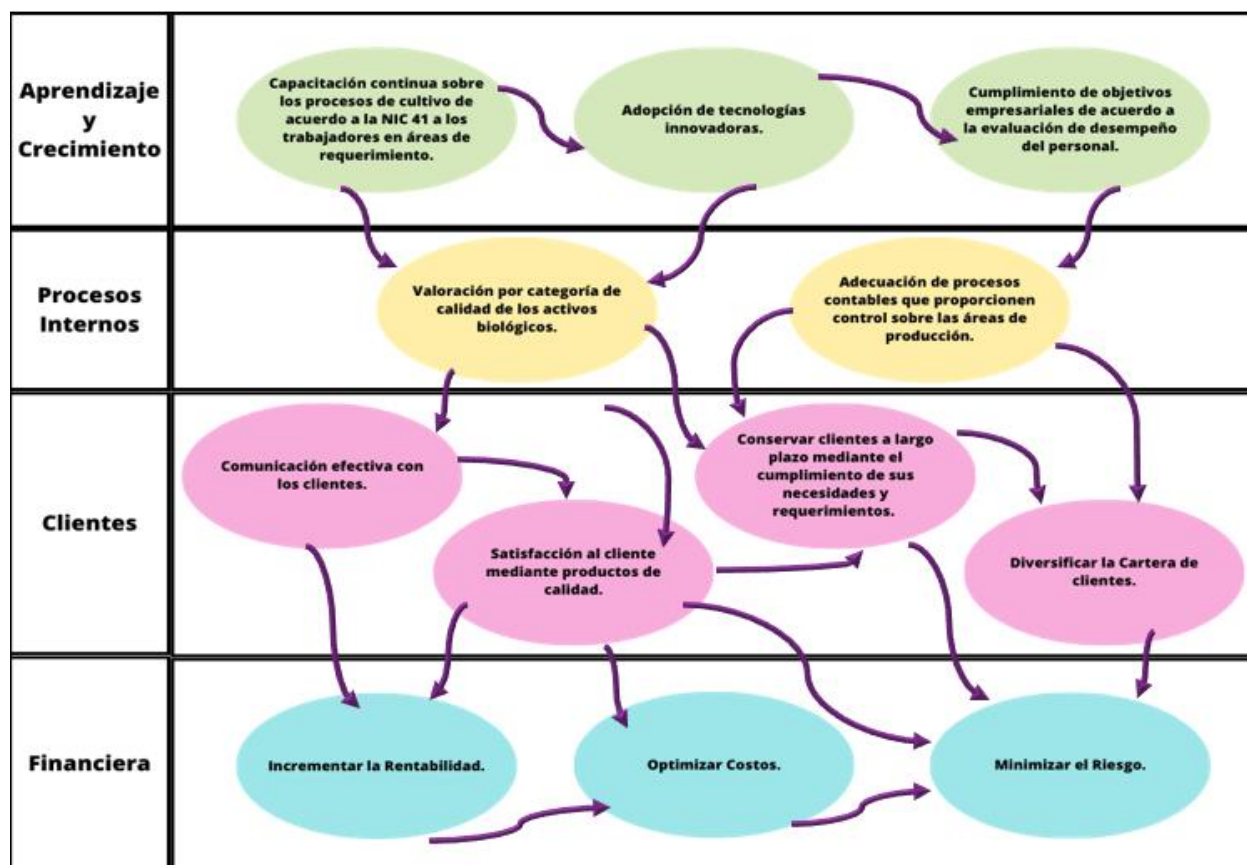 Aprendizaje
y
Crecimiento
Capacitación continua sobre
los procesos de cultivo de
acuerdo a la NIC 41 a los
trabajadores en áreas de
requerimiento.
Adopción de tecnologías
innovadoras.
Cumplimiento de objetivos
empresariales de acuerdo a
la evaluación de desempeño
del personal.
Procesos
Internos
Valoración por categoría de
calidad de los activos
biológicos.
Adecuación de procesos
contables que proporcionen
control sobre las áreas de
producción.
Clientes
Comunicación efectiva con
los clientes.
Satisfacción al cliente
mediante productos de
calidad.
Conservar clientes a largo
plazo mediante el
cumplimiento de sus
necesidades y
requerimientos.
Diversificar la Cartera de
clientes.
Financiera
Incrementar la Rentabilidad.
Optimizar Costos.
Minimizar el Riesgo.